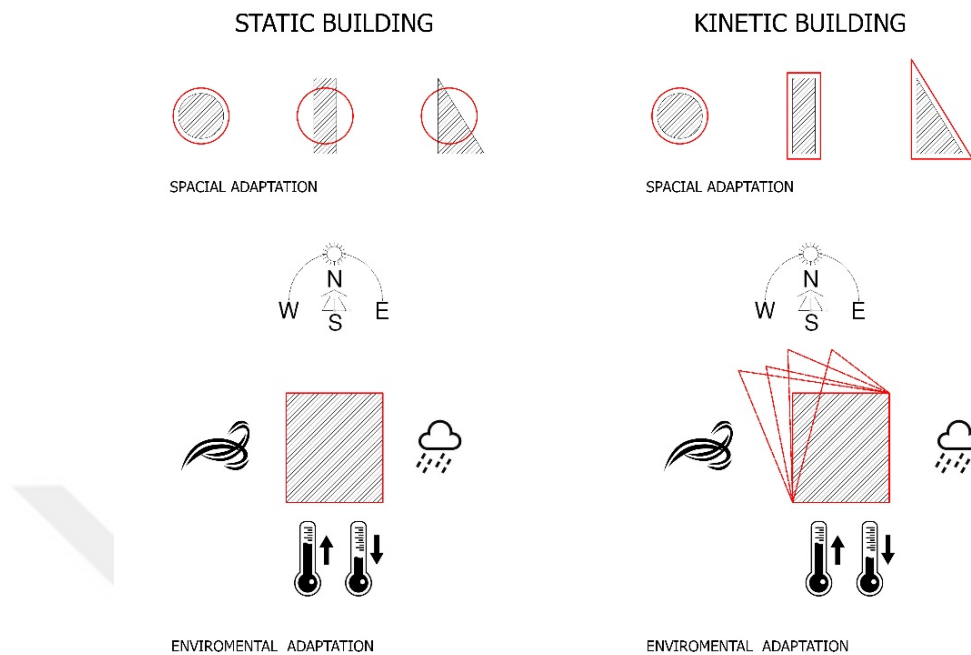 STATIC BUILDING
KINETIC BUILDING
SPACIAL ADAPTATION
SPACIAL ADAPTATION
N
W
S
E
N
W
S
E
ENVIROMENTAL ADAPTATION
ENVIROMENTAL ADAPTATION